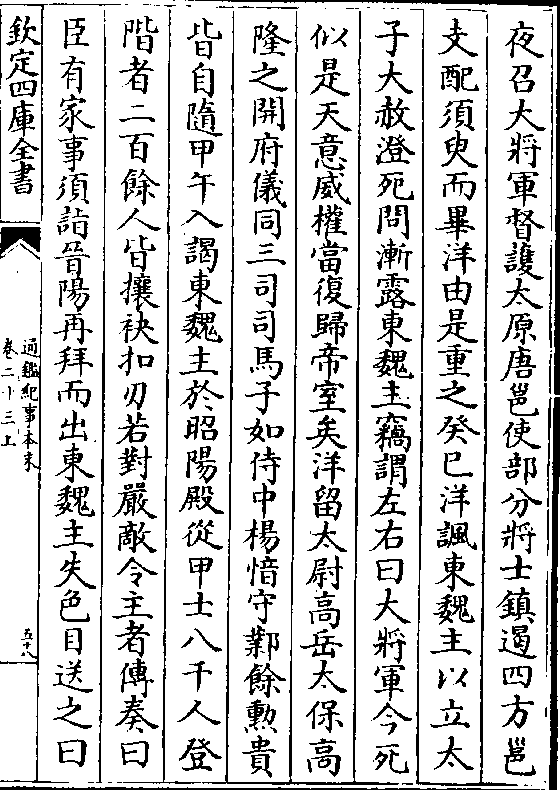 夜召大將軍督護太原唐邕使部分將士鎮遏四方邕
支配須臾而畢洋由是重之癸巳洋諷東魏主以立太
子大赦澄死問漸露東魏主竊謂左右曰大將軍今死
似是天意威權當復歸帝室矣洋留太尉高岳太保高
隆之開府儀同三司司馬子如侍中楊愔守鄴餘勲貴
皆自隨甲午入謁東魏主於昭陽殿從甲士八千人登
階者二百餘人皆攘袂扣刃若對嚴敵令主者傳奏曰
臣有家事須詣晉陽再拜而出東魏主失色目送之曰
欽定四庫全書
通鑑紀事本末
卷二十三上
五十八